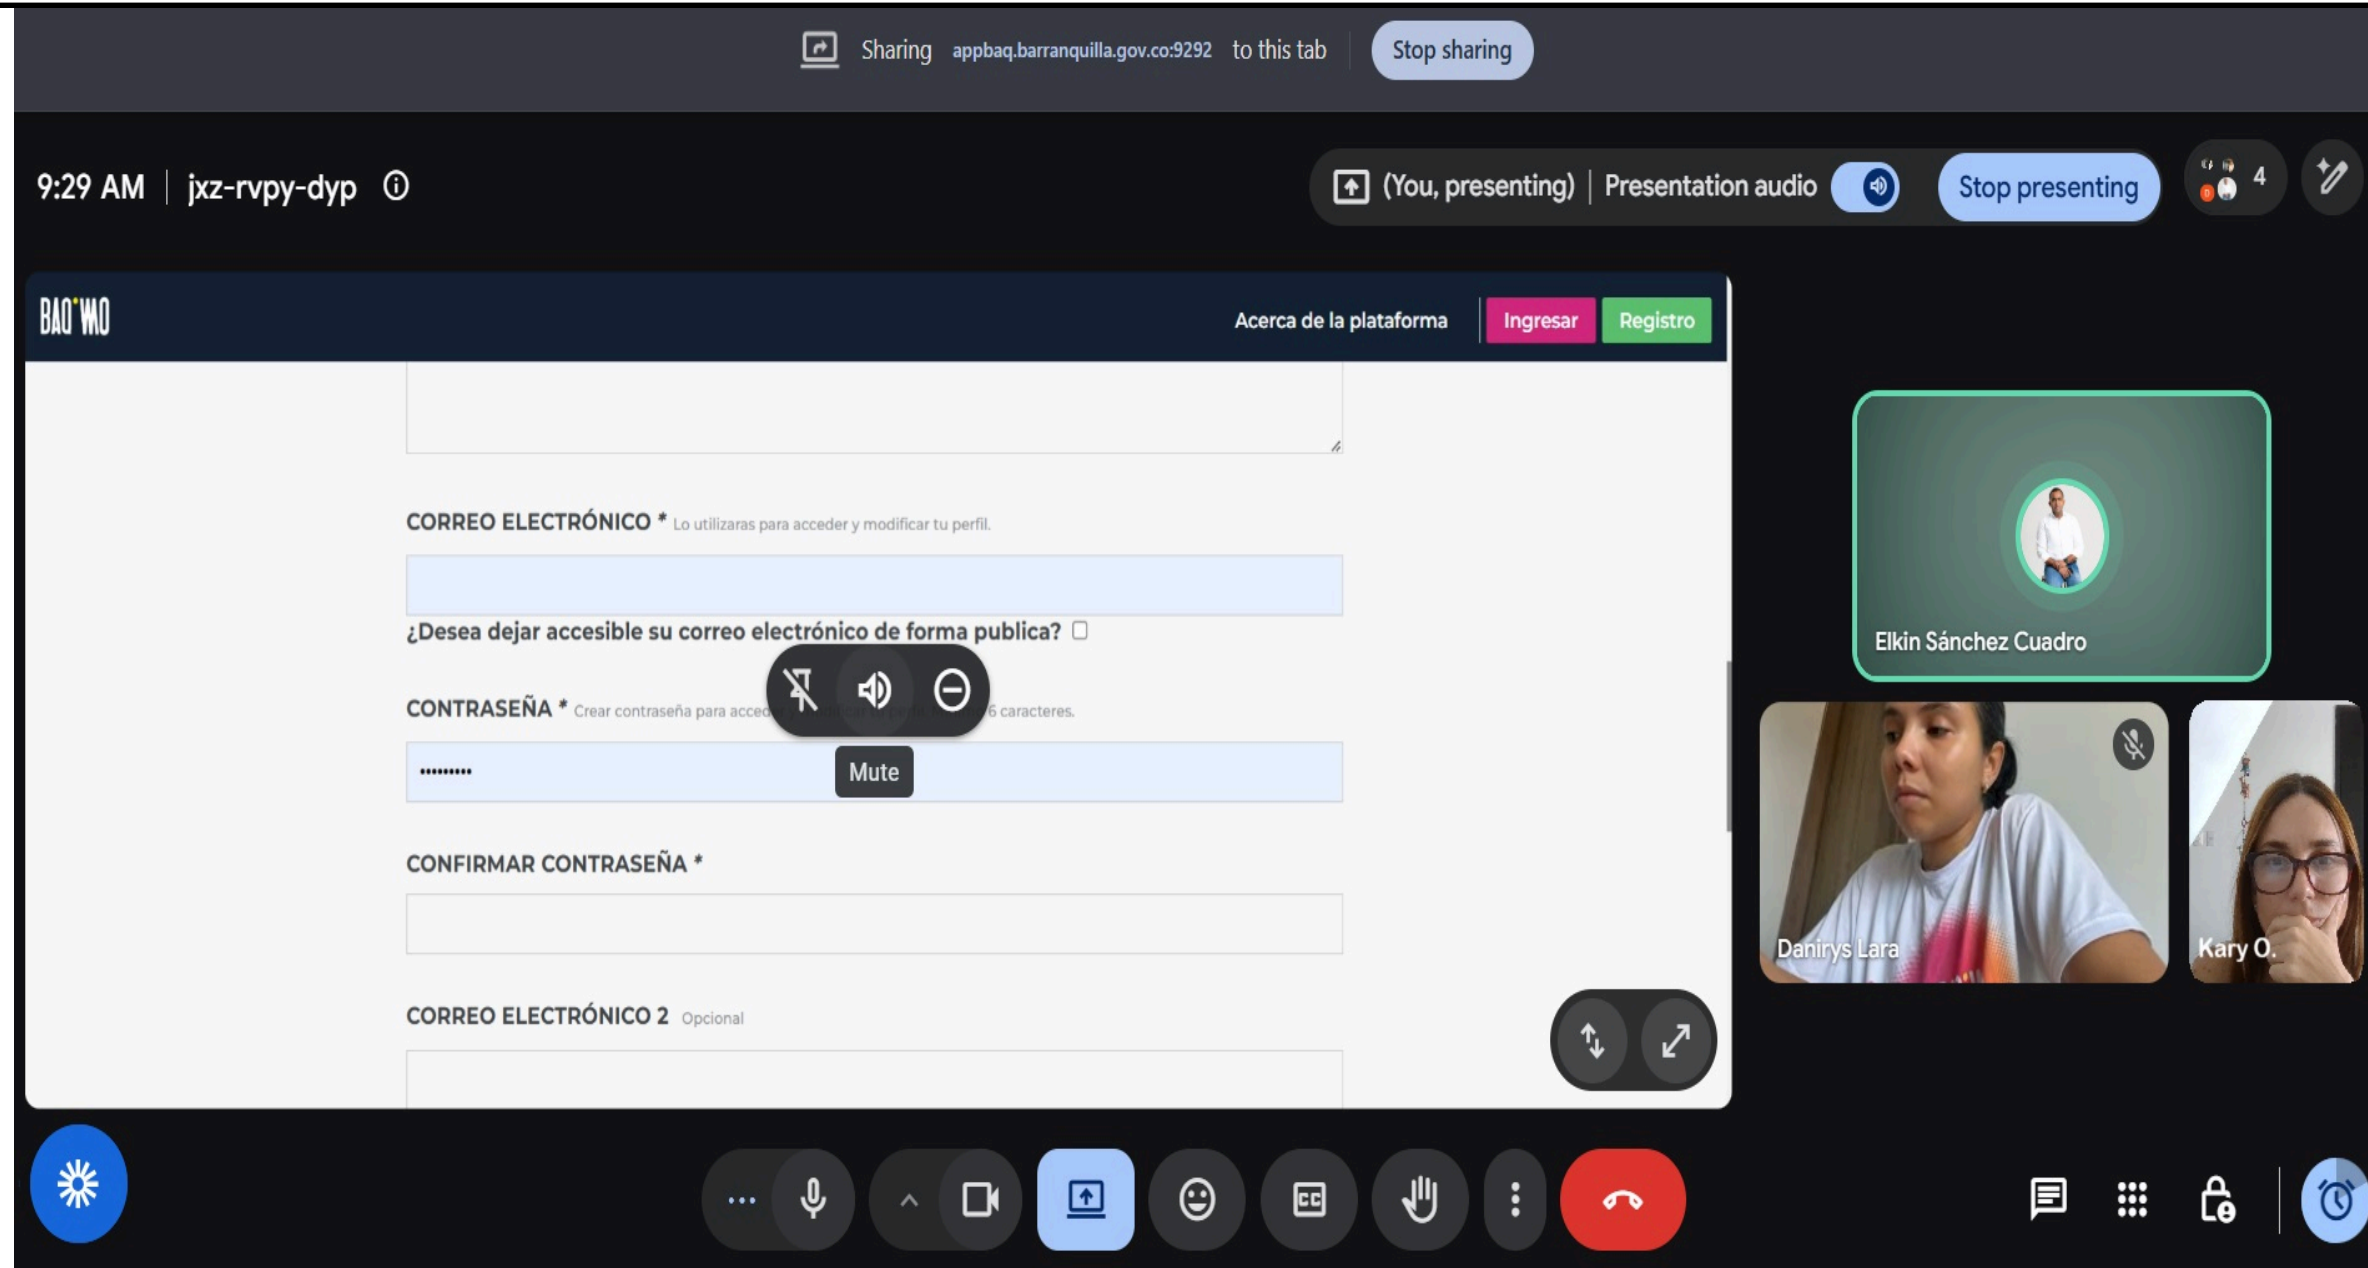 Sharing appbaq.barranquilla.gov.co:9292 to this tab Stop sharing
9:29 AM | jxz-rvpy-dyp
(You, presenting) | Presentation audio Stop presenting 4
Acerca de la plataforma Ingresar Registro
CORREO ELECTRÓNICO * Lo utilizaras para acceder y modificar tu perfil.
¿Desea dejar accesible su correo electrónico de forma publica?
CONTRASEÑA * Crear contraseña para 6 caracteres.
•••••••••
Mute
CONFIRMAR CONTRASEÑA *
CORREO ELECTRÓNICO 2 Opcional
Elkin Sánchez Cuadro
Danirys Lara
Kary O.
CC